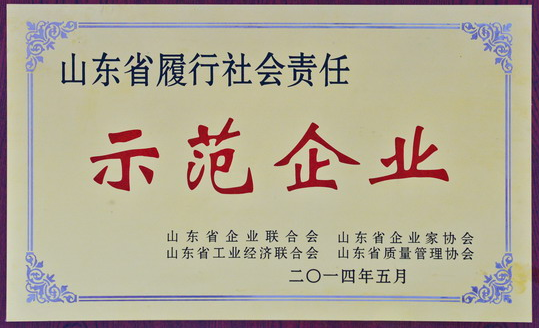 山东省履行社会责任
示范企业
山东省企业联合会 山东省企业家协会
山东省工业经济联合会 山东省质量管理协会
二〇一四年五月